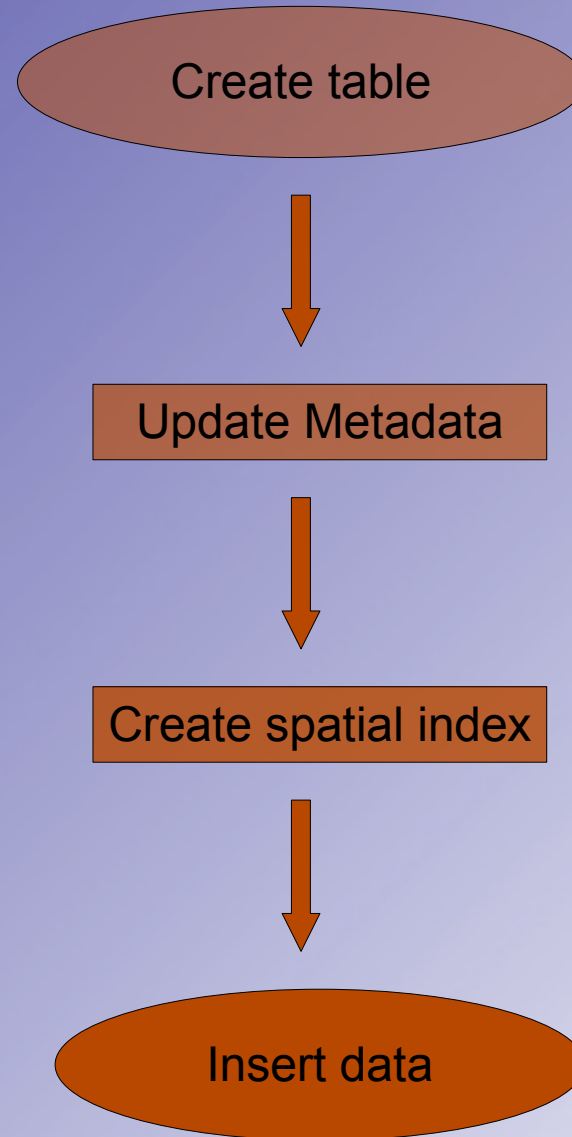 Create table
Update Metadata
Create spatial index
Insert data